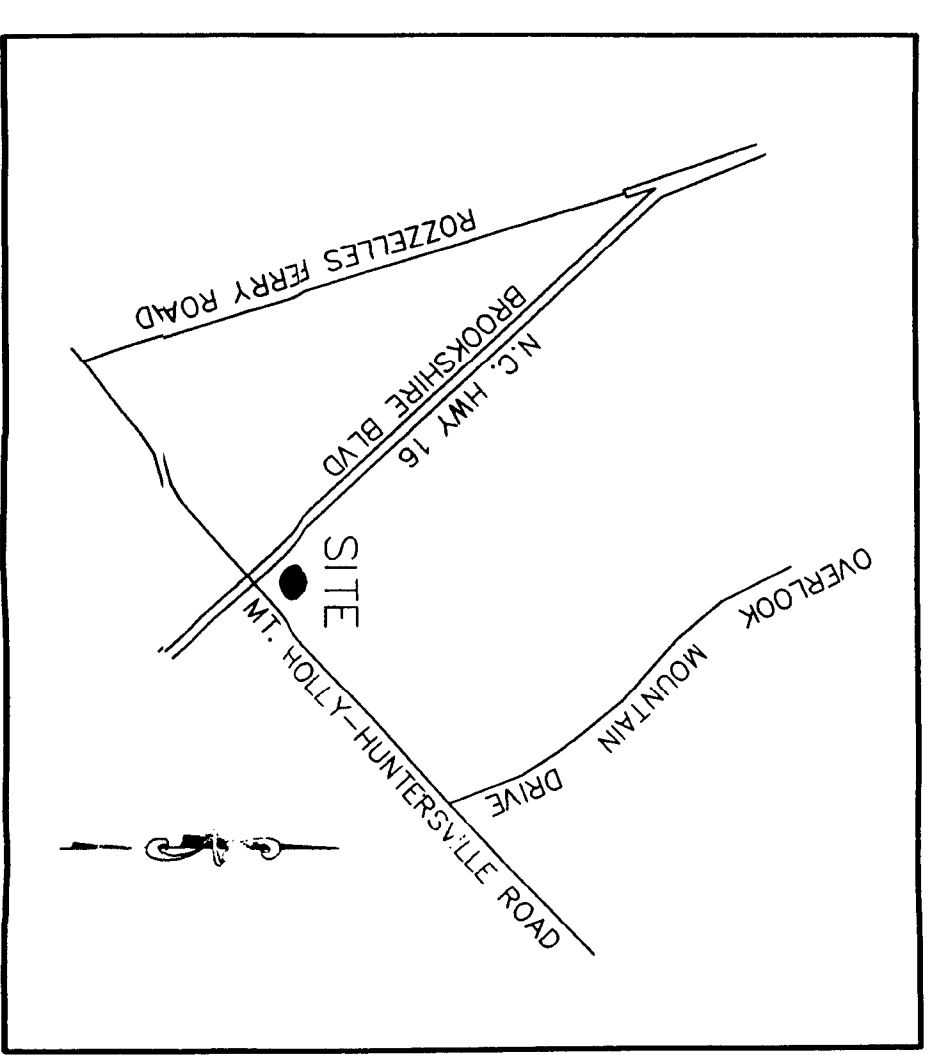 ROZZELLES FERRY ROAD
BROOKSHIRE BLVD
N.C. HWY 16
SITE
MT. HOLLY-HUNTERSVILLE ROAD
OVERLOOK
MOUNTAIN
DRIVE